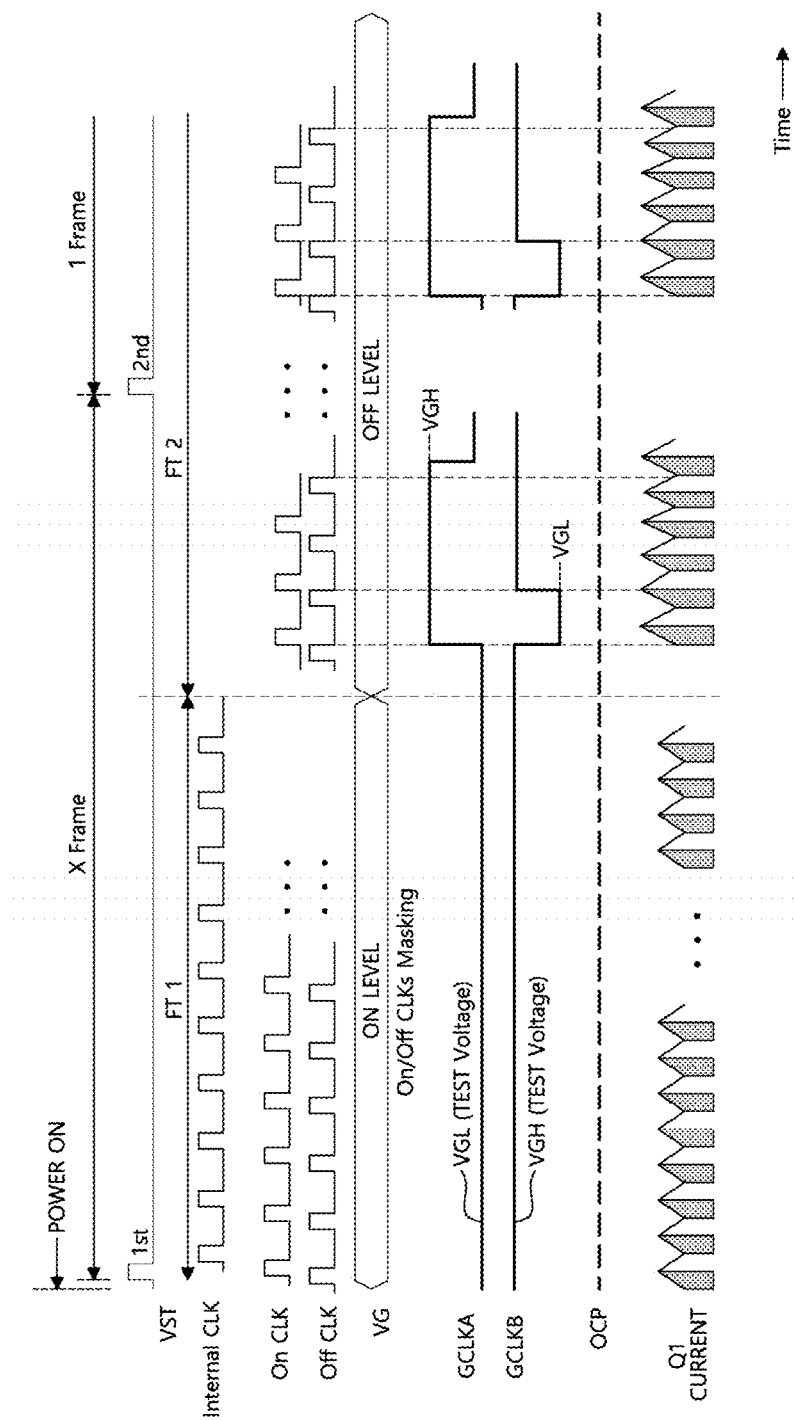 POWER ON
X Frame
1 Frame
VST
1st
2nd
FT 1
FT 2
Internal CLK
On CLK
Off CLK
VG
ON LEVEL
OFF LEVEL
On/Off CLKs Masking
VGH
GCLKA
VGL (TEST Voltage)
GCLKB
VGH (TEST Voltage)
VGL
OCP
Q1
CURRENT
Time